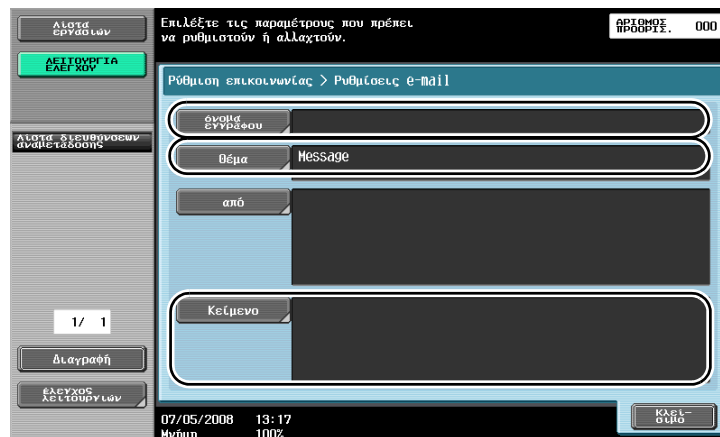 Λίστα
εργασιών
ΛΕΙΤΟΥΡΓΙΑ
ΕΛΕΓΧΟΥ
Λίστα διευθύνσεων
αναμετάδοσης
1/ 1
Διαγραφή
έλεγχος
λειτουργιών
Επιλέξτε τις παραμέτρους που πρέπει
να ρυθμιστούν ή αλλαχτούν.
ΑΡΙΘΜΟΣ
ΠΡΟΟΡΙΣ.
000
Ρύθμιση επικοινωνίας > Ρυθμίσεις e-mail
όνομα
εγγράφου
Θέμα
Message
από
Κείμενο
07/05/2008 13:17
Μνήμη 100%
Κλεί-
σιμο